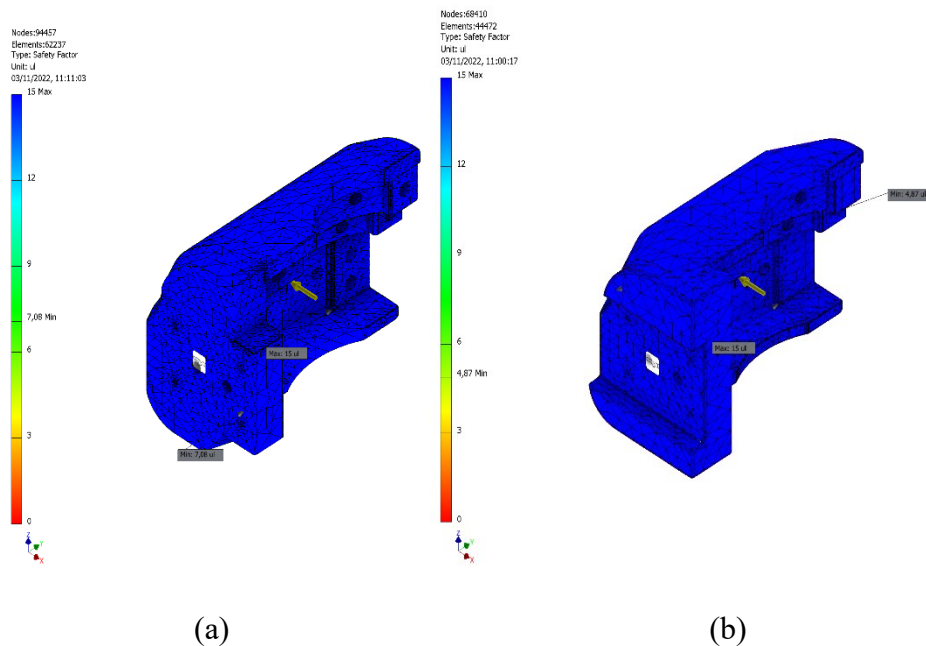 Nodes:94457
Elements:62237
Type: Safety Factor
Unit: ul
03/11/2022, 11:11:03
15 Max
12
9
7,08 Min
6
3
0
Max: 15 ul
Min: 7,08 ul
Z
Y
X
(a)
Nodes:68410
Elements:44472
Type: Safety Factor
Unit: ul
03/11/2022, 11:00:17
15 Max
12
9
6
4,87 Min
3
0
Min: 4,87 ul
Max: 15 ul
Z
Y
X
(b)